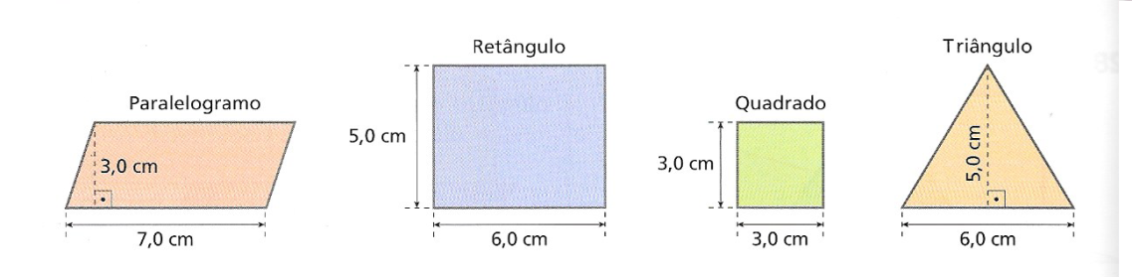 Paralelogramo
3,0 cm
7,0 cm
Retângulo
5,0 cm
6,0 cm
Quadrado
3,0 cm
3,0 cm
Triângulo
5,0 cm
6,0 cm